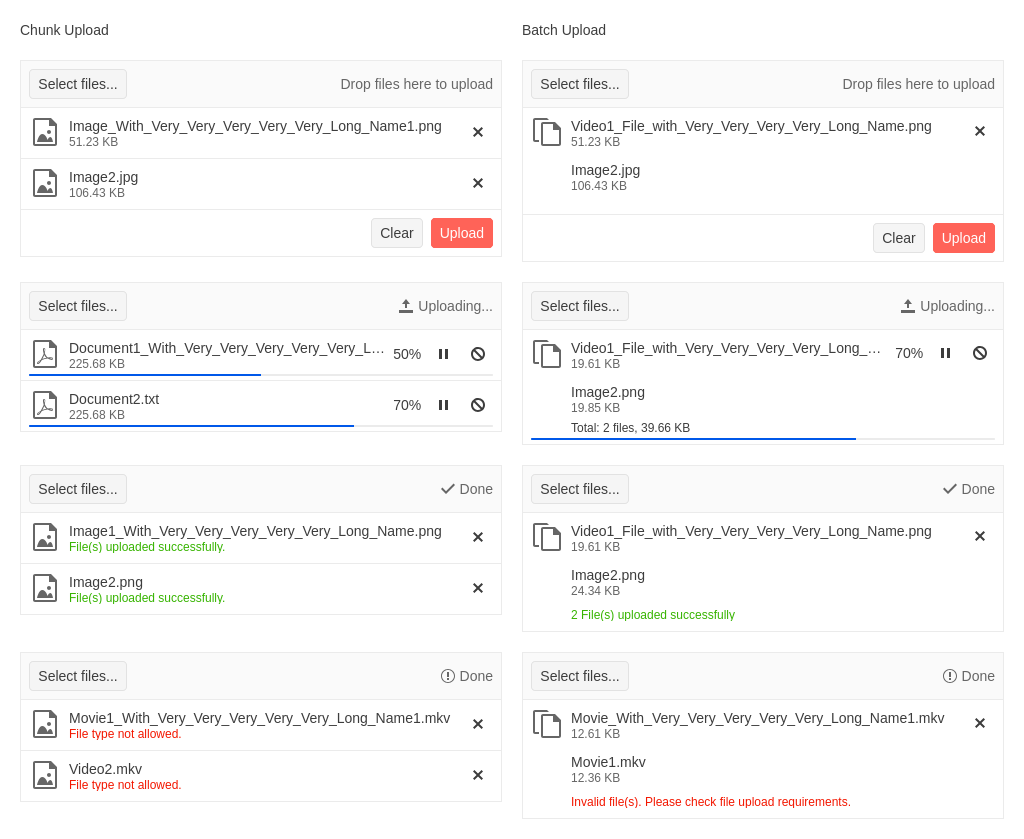 Chunk Upload
Select files...
Drop files here to upload
Image_With_Very_Very_Very_Very_Very_Long_Name1.png
51.23 KB
Image2.jpg
106.43 KB
Clear
Upload
Select files...
Uploading...
Document1_With_Very_Very_Very_Very_Very_L...
50%
225.68 KB
Document2.txt
70%
225.68 KB
Select files...
Done
Image1_With_Very_Very_Very_Very_Very_Long_Name.png
File(s) uploaded successfully.
Image2.png
File(s) uploaded successfully.
Select files...
Done
Movie1_With_Very_Very_Very_Very_Very_Long_Name1.mkv
File type not allowed.
Video2.mkv
File type not allowed.
Batch Upload
Select files...
Drop files here to upload
Video1_File_with_Very_Very_Very_Very_Long_Name.png
51.23 KB
Image2.jpg
106.43 KB
Clear
Upload
Select files...
Uploading...
Video1_File_with_Very_Very_Very_Very_Long_...
70%
19.61 KB
Image2.png
19.85 KB
Total: 2 files, 39.66 KB
Select files...
Done
Video1_File_with_Very_Very_Very_Very_Long_Name.png
19.61 KB
Image2.png
24.34 KB
2 File(s) uploaded successfully
Select files...
Done
Movie_With_Very_Very_Very_Very_Very_Long_Name1.mkv
12.61 KB
Movie1.mkv
12.36 KB
Invalid file(s). Please check file upload requirements.